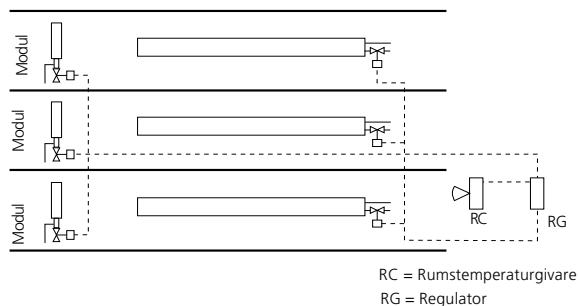 Modul
Modul
Modul
RC
RG
RC = Rumstemperaturgivare
RG = Regulator